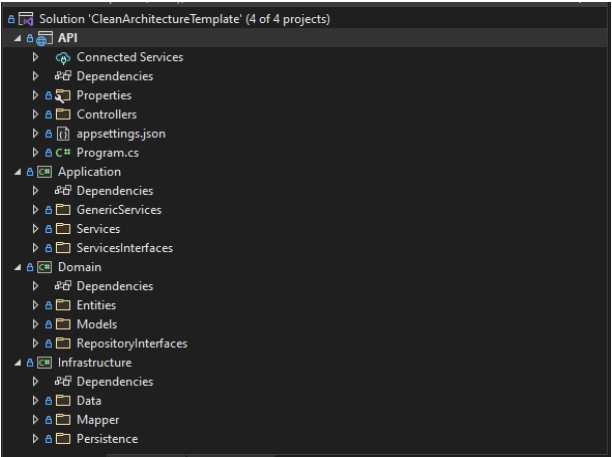 Solution 'CleanArchitectureTemplate' (4 of 4 projects)
API
Connected Services
Dependencies
Properties
Controllers
appsettings.json
C# Program.cs
C# Application
Dependencies
GenericServices
Services
ServicesInterfaces
C# Domain
Dependencies
Entities
Models
RepositoryInterfaces
C# Infrastructure
Dependencies
Data
Mapper
Persistence